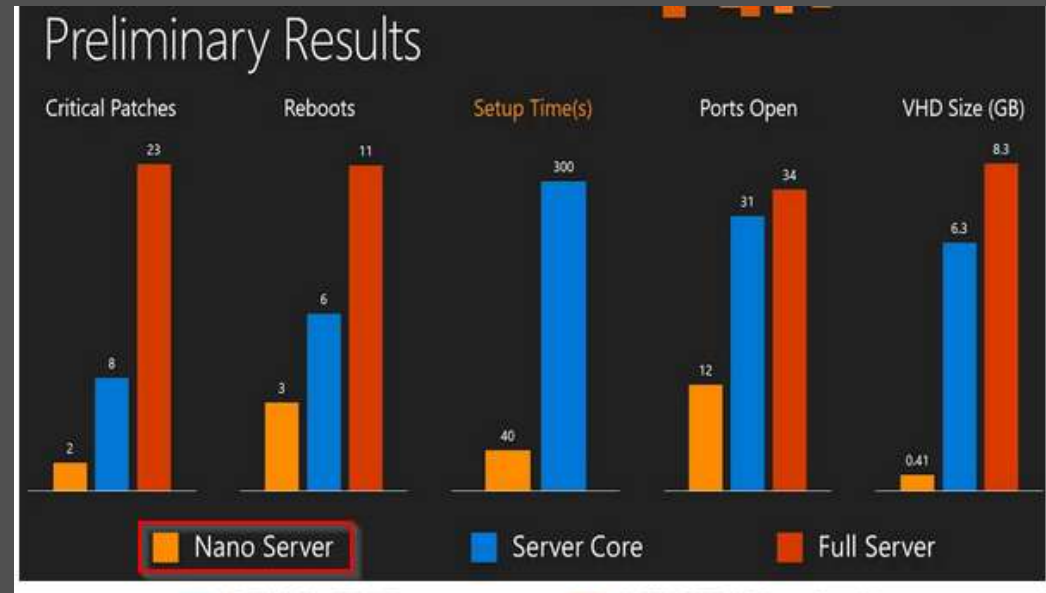 Preliminary Results
Critical Patches Reboots Setup Time(s) Ports Open VHD Size (GB)
2 8 23
3 6 11
40 300
12 31 34
0.41 6.3 8.3
Nano Server Server Core Full Server